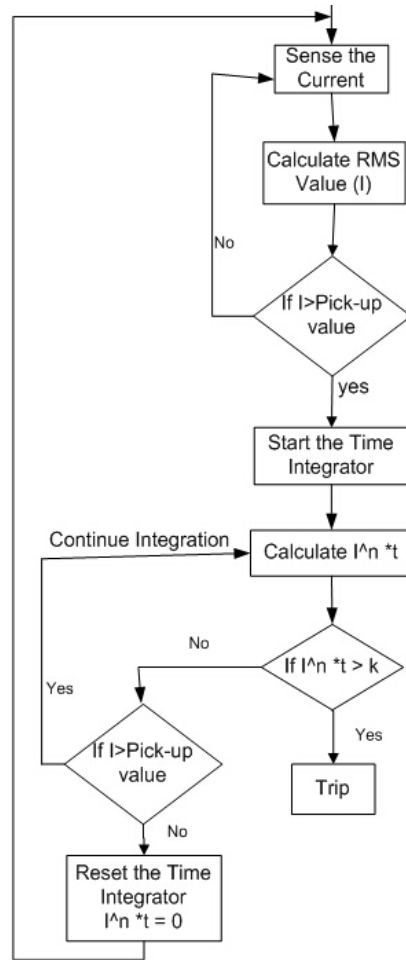 Sense the
Current
Calculate RMS
Value (I)
No
If I>Pick-up
value
yes
Start the Time
Integrator
Continue Integration
Calculate I^n *t
No
If I^n *t > k
Yes
Yes
If I>Pick-up
value
Trip
No
Reset the Time
Integrator
I^n *t = 0